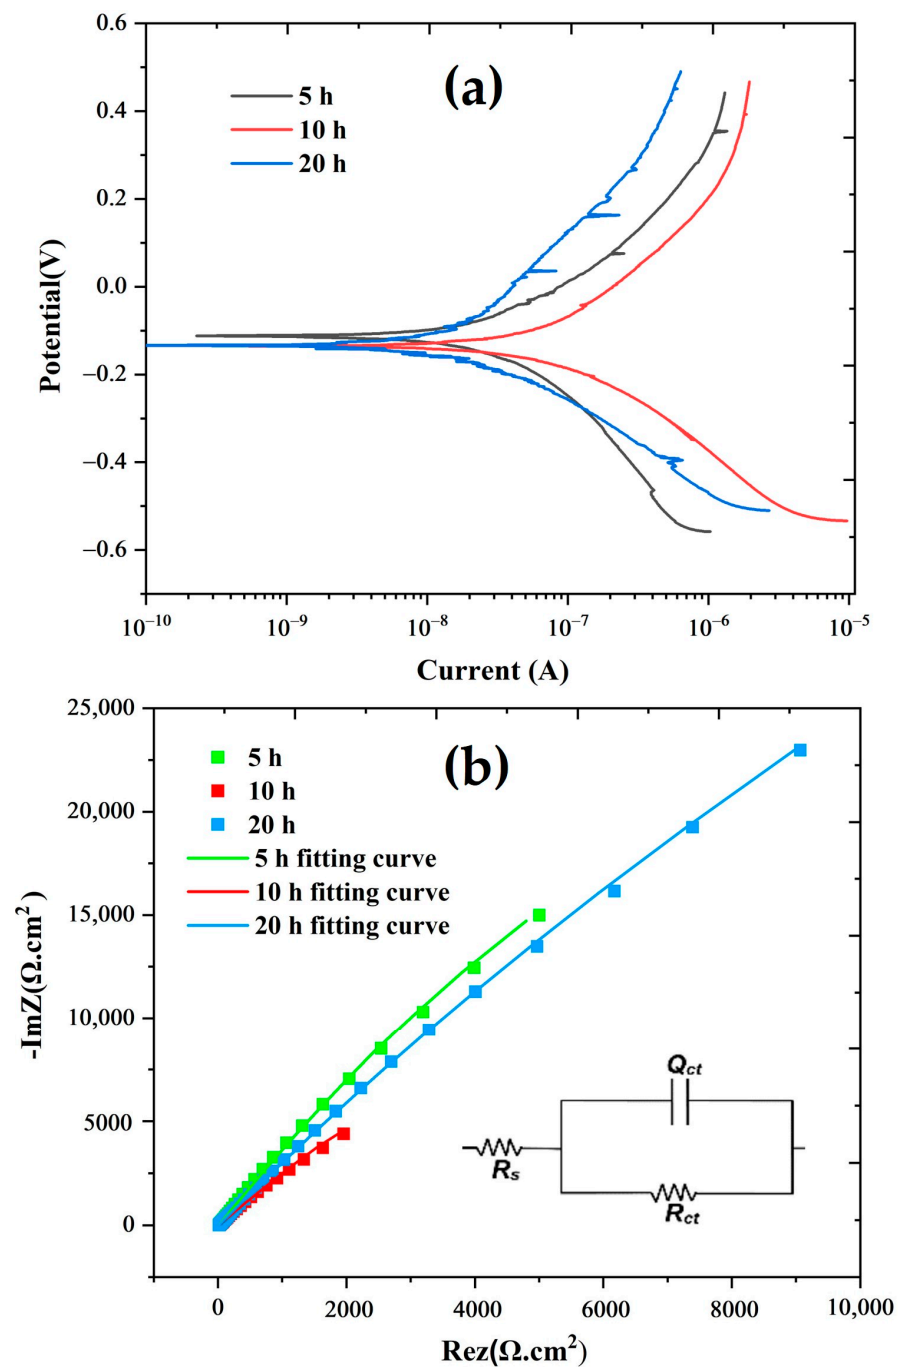 (a)
5 h
10 h
20 h
0.6
0.4
0.2
0.0
−0.2
−0.4
−0.6
Potential(V)
10⁻¹⁰ 10⁻⁹ 10⁻⁸ 10⁻⁷ 10⁻⁶ 10⁻⁵
Current (A)
(b)
5 h
10 h
20 h
5 h fitting curve
10 h fitting curve
20 h fitting curve
25,000
20,000
15,000
10,000
5000
0
-ImZ(Ω.cm²)
Qct
Rs
Rct
0 2000 4000 6000 8000 10,000
Rez(Ω.cm²)